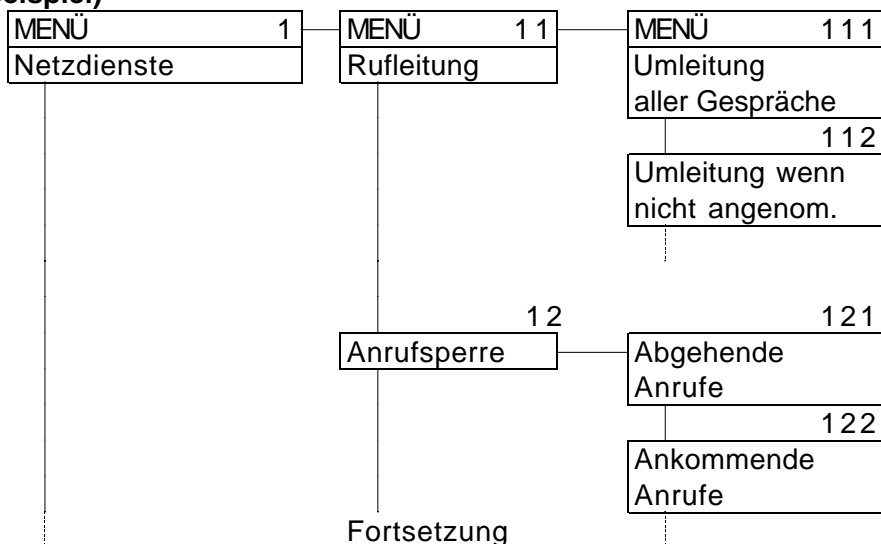 MENÜ 1 MENÜ 11 MENÜ 111
Netzdienste Rufleitung Umleitung
aller Gespräche
112
Umleitung wenn
nicht angenom.
12 121
Anrufsperre Abgehende
Anrufe
122
Ankommende
Anrufe
Fortsetzung